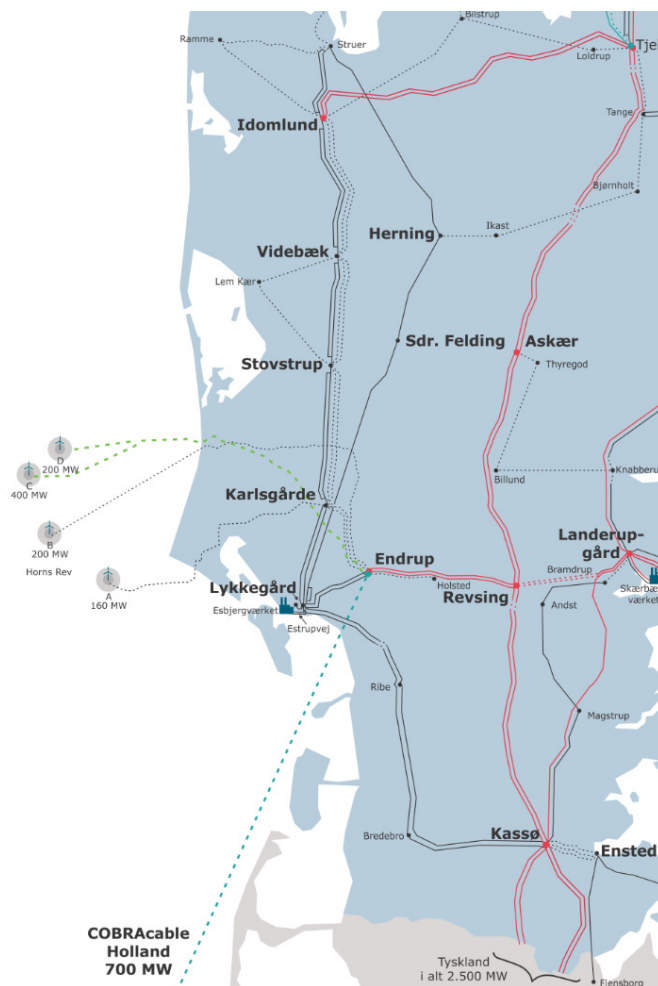 Bilstrup
Ramme
Struer
Loldrup
Tje
Tange
Idomlund
Bjørnholt
Herning
Ikast
Videbæk
Lem Kær
Sdr. Felding
Askær
Thyregod
Stovstrup
D
200 MW
C
400 MW
Billund
Knabberu
Karlsgårde
B
200 MW
Horns Rev
Landerup-
gård
Endrup
Bramdrup
Holsted
Revsing
Skærbæ
værket
A
160 MW
Lykkegård
Esbjergværket
Estrupvej
Andst
Ribe
Magstrup
Bredebro
Kassø
Ensted
COBRAcable
Holland
700 MW
Tyskland
i alt 2.500 MW
Flensborg